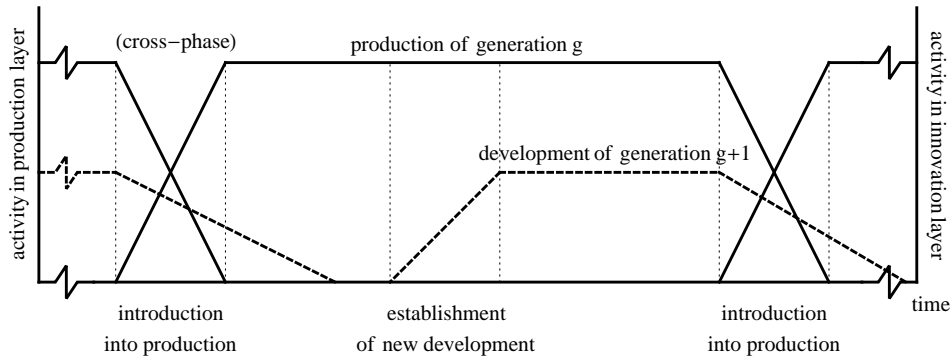 activity in production layer
(cross−phase)
production of generation g
development of generation g+1
activity in innovation layer
time
introduction
into production
establishment
of new development
introduction
into production